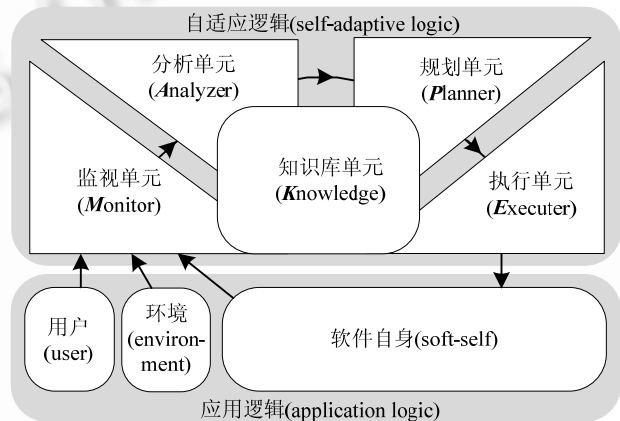 自适应逻辑(self-adaptive logic)
分析单元
(Analyzer)
规划单元
(Planner)
监视单元
(Monitor)
知识库单元
(Knowledge)
执行单元
(Executer)
用户
(user)
环境
(environ-
ment)
软件自身(soft-self)
应用逻辑(application logic)